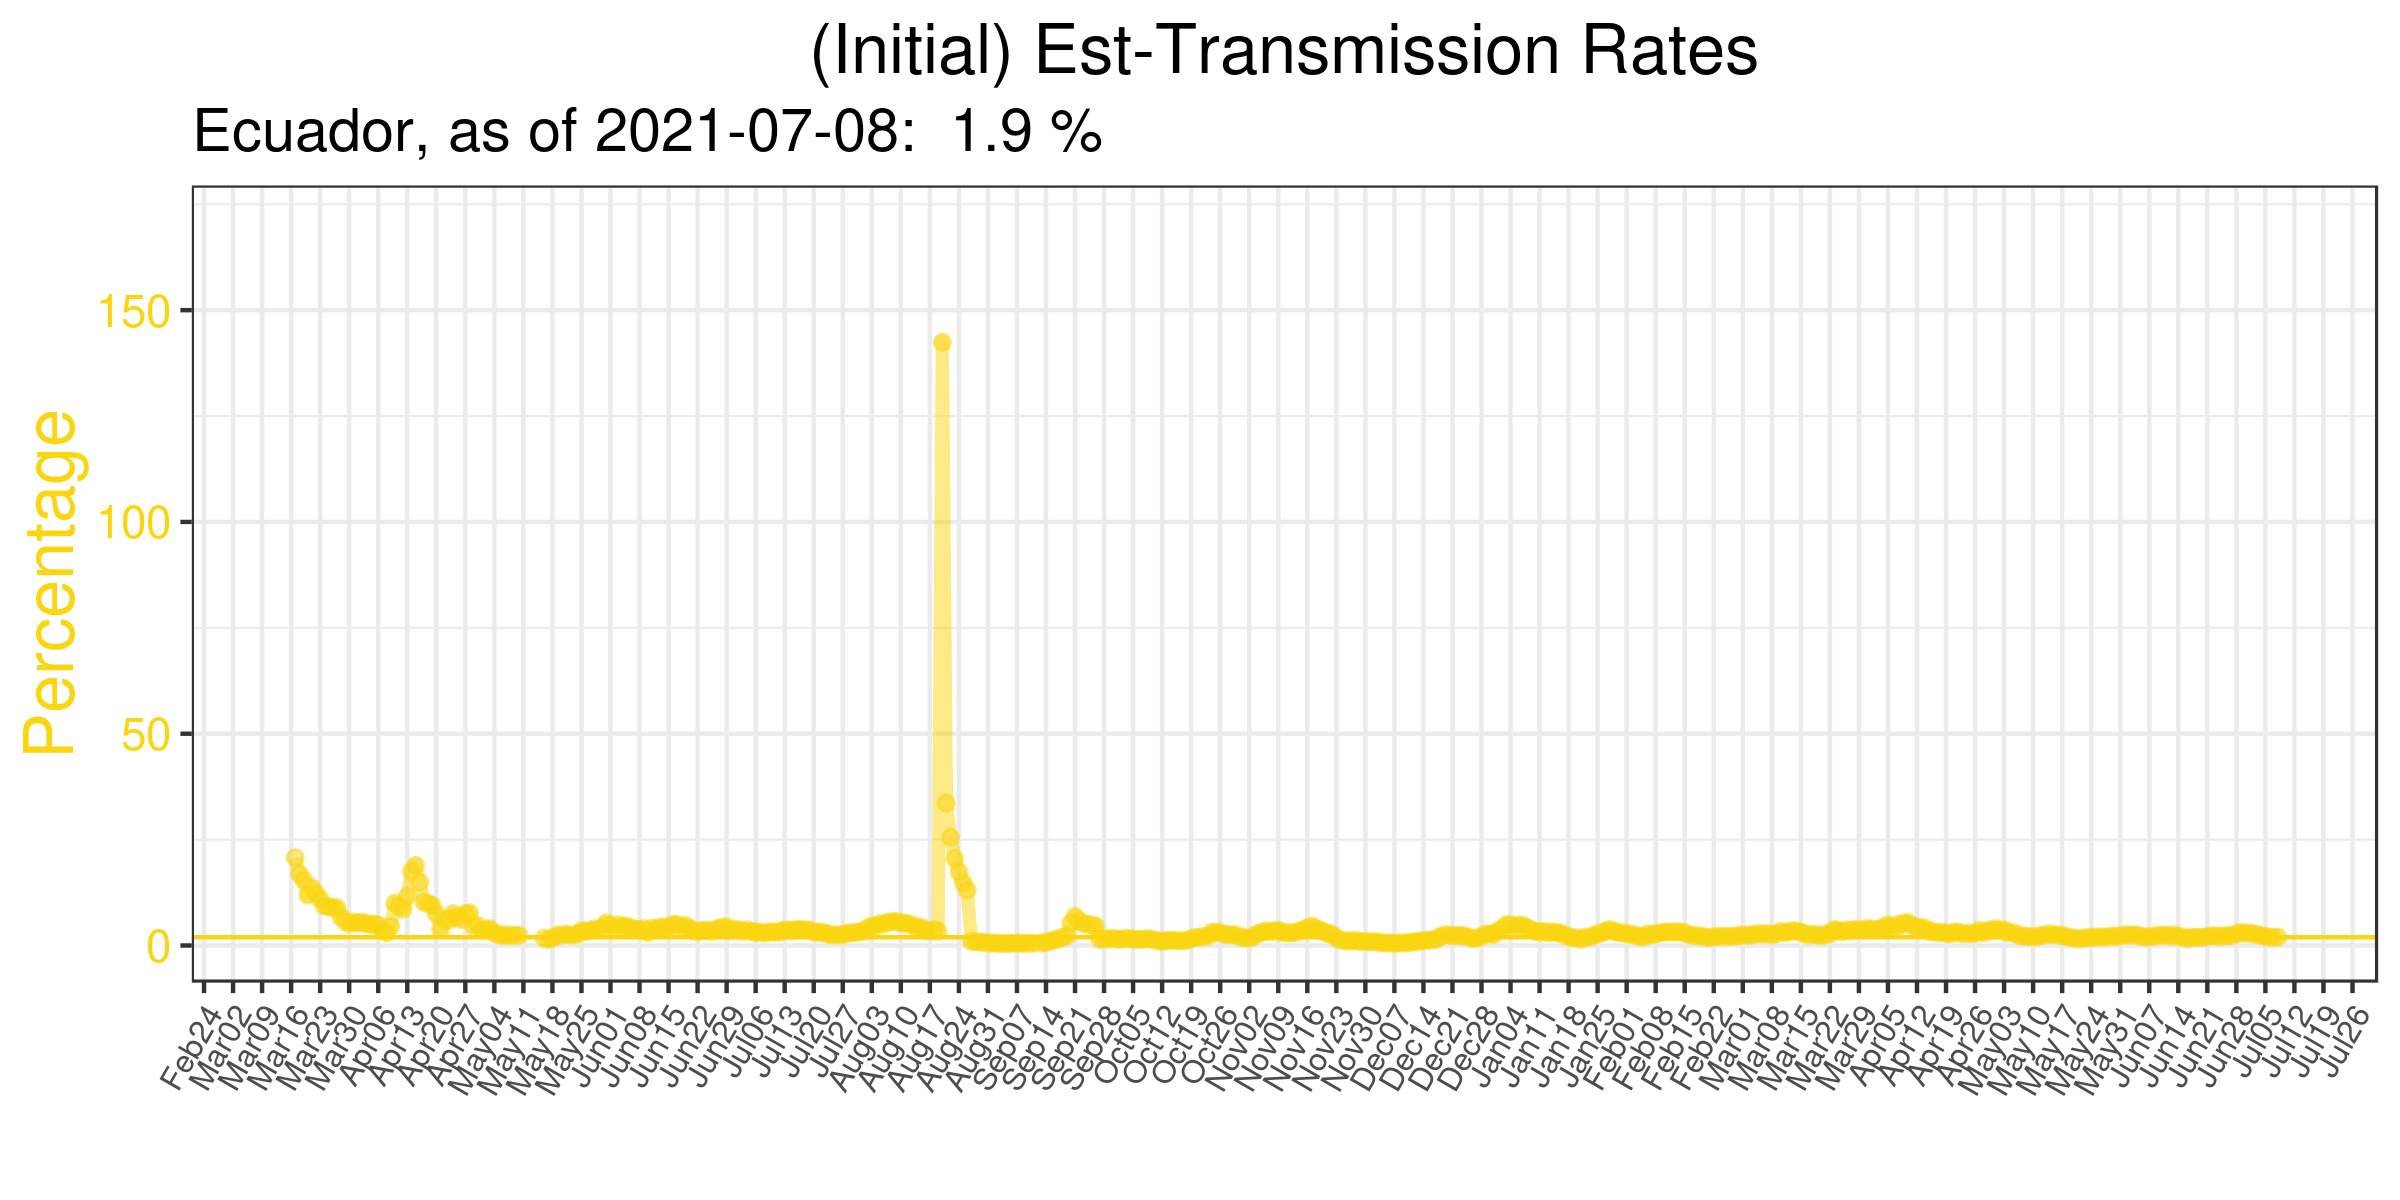 (Initial) Est-Transmission Rates
Ecuador, as of 2021-07-08:  1.9 %
Percentage
150
100
50
0
Feb24
Mar02
Mar09
Mar16
Mar23
Mar30
Apr06
Apr13
Apr20
Apr27
May04
May11
May18
May25
Jun01
Jun08
Jun15
Jun22
Jun29
Jul06
Jul13
Jul20
Jul27
Aug03
Aug10
Aug17
Aug24
Aug31
Sep07
Sep14
Sep21
Sep28
Oct05
Oct12
Oct19
Oct26
Nov02
Nov09
Nov16
Nov23
Nov30
Dec07
Dec14
Dec21
Dec28
Jan04
Jan11
Jan18
Jan25
Feb01
Feb08
Feb15
Feb22
Mar01
Mar08
Mar15
Mar22
Mar29
Apr05
Apr12
Apr19
Apr26
May03
May10
May17
May24
May31
Jun07
Jun14
Jun21
Jun28
Jul05
Jul12
Jul19
Jul26